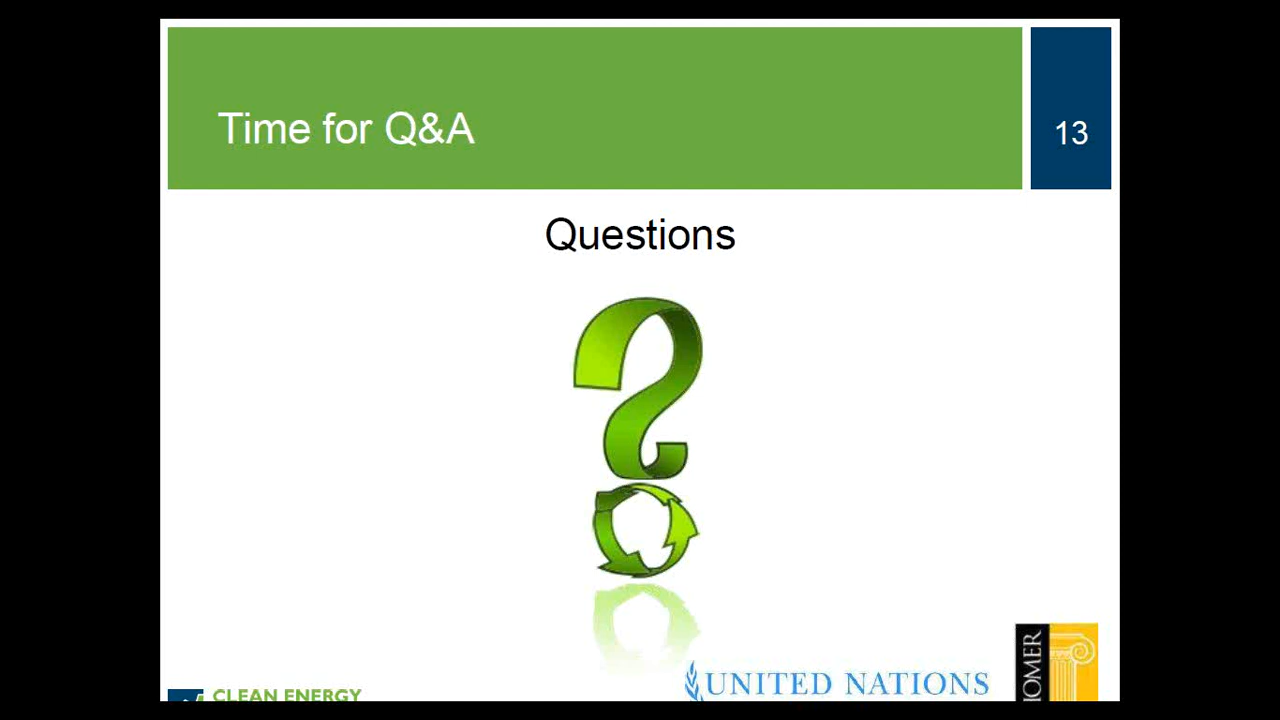 Time for Q&A
13
Questions
CLEAN ENERGY
UNITED NATIONS
HOMER